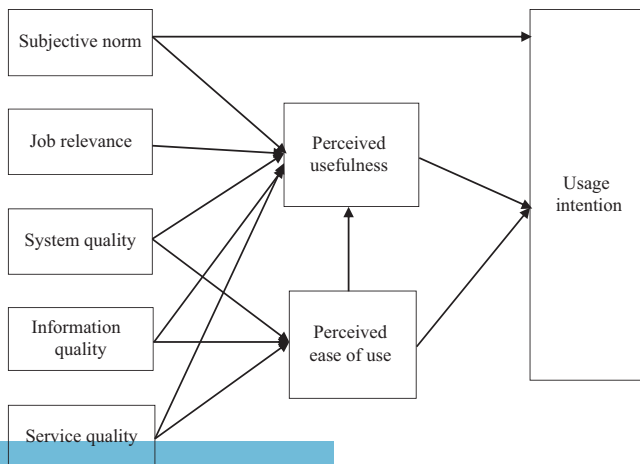 Subjective norm
Job relevance
System quality
Information
quality
Service quality
Perceived
usefulness
Perceived
ease of use
Usage
intention